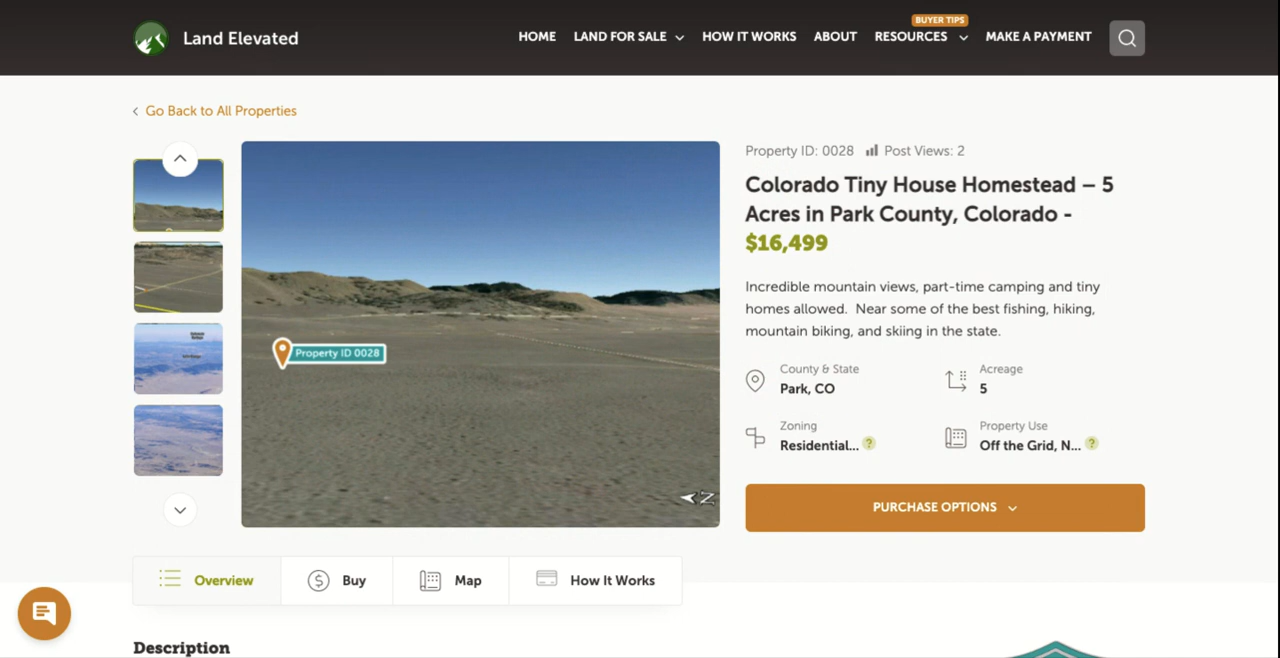 BUYER TIPS
Land Elevated
HOME LAND FOR SALE HOW IT WORKS ABOUT RESOURCES MAKE A PAYMENT
Go Back to All Properties
Property ID: 0028 Post Views: 2
Colorado Tiny House Homestead – 5
Acres in Park County, Colorado -
$16,499
Incredible mountain views, part-time camping and tiny
homes allowed. Near some of the best fishing, hiking,
mountain biking, and skiing in the state.
Property ID 0028
County & State
Park, CO
Acreage
5
Zoning
Residential... ?
Property Use
Off the Grid, N... ?
Z
PURCHASE OPTIONS
Overview
$ Buy
Map
How It Works
Description